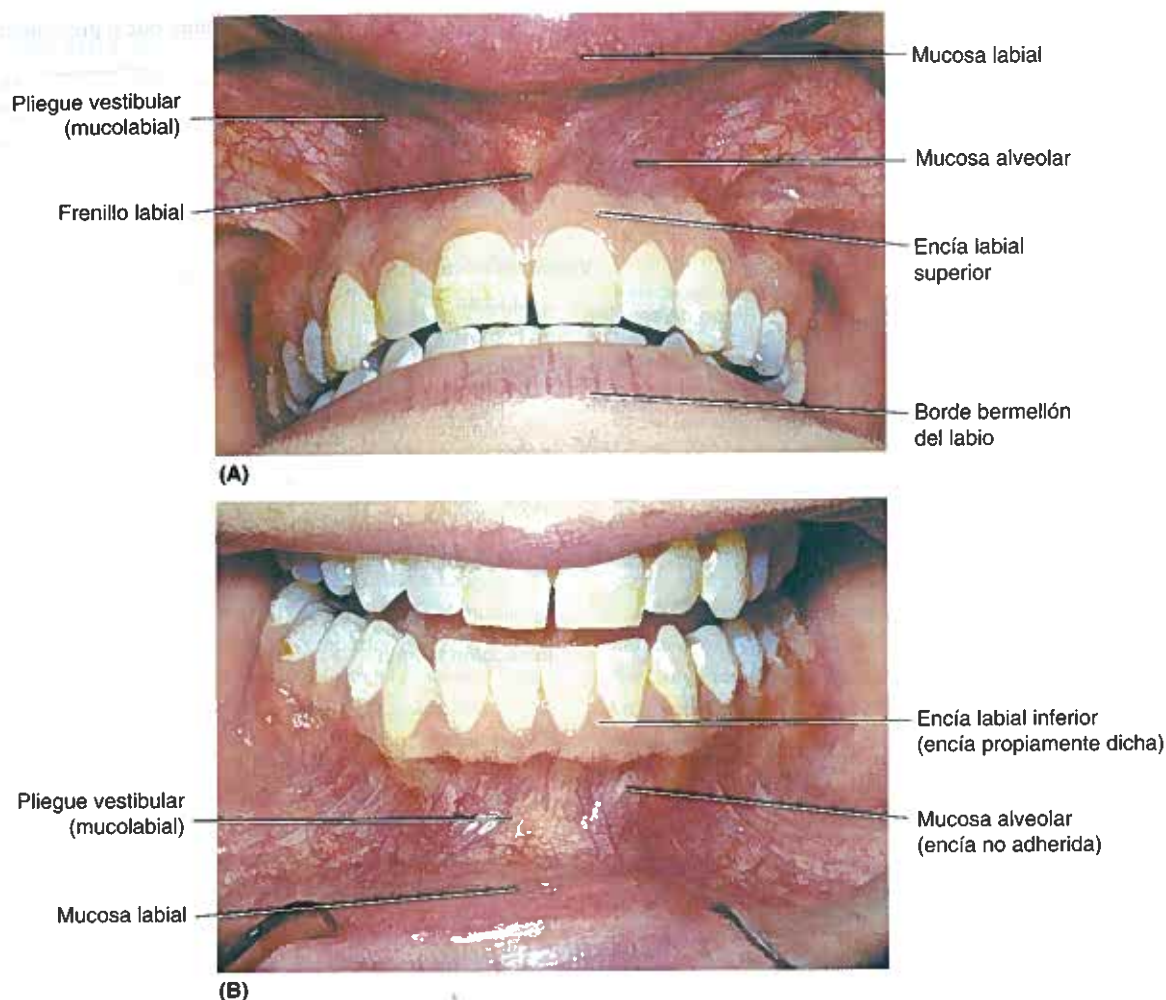 Mucosa labial
Pliegue vestibular
(mucolabial)
Mucosa alveolar
Frenillo labial
Encía labial
superior
Borde bermellón
del labio
(A)
Encía labial inferior
(encía propiamente dicha)
Pliegue vestibular
(mucolabial)
Mucosa alveolar
(encía no adherida)
Mucosa labial
(B)